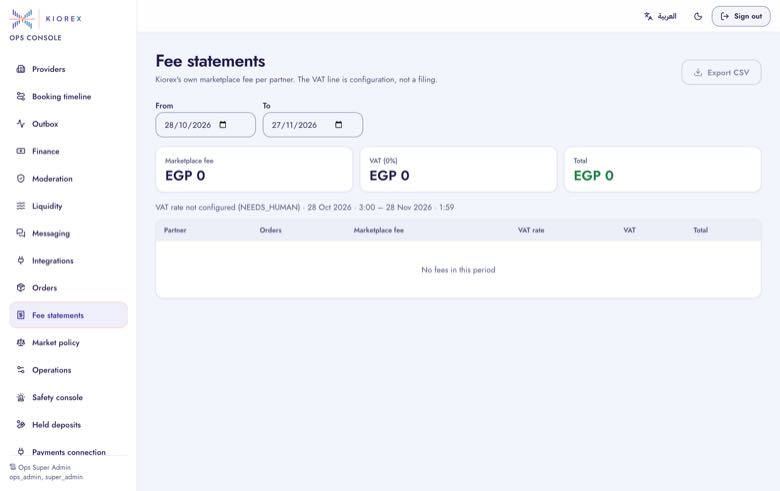 KIOREX
OPS CONSOLE
Providers
Booking timeline
Outbox
Finance
Moderation
Liquidity
Messaging
Integrations
Orders
Fee statements
Market policy
Operations
Safety console
Held deposits
Payments connection
Ops Super Admin
ops_admin, super_admin
العربية
Sign out
Fee statements
Kiorex's own marketplace fee per partner. The VAT line is configuration, not a filing.
Export CSV
From To
28/10/2026 27/11/2026
Marketplace fee VAT (0%) Total
EGP 0 EGP 0 EGP 0
VAT rate not configured (NEEDS_HUMAN) · 28 Oct 2026 · 3:00 – 28 Nov 2026 · 1:59
Partner Orders Marketplace fee VAT rate VAT Total
No fees in this period